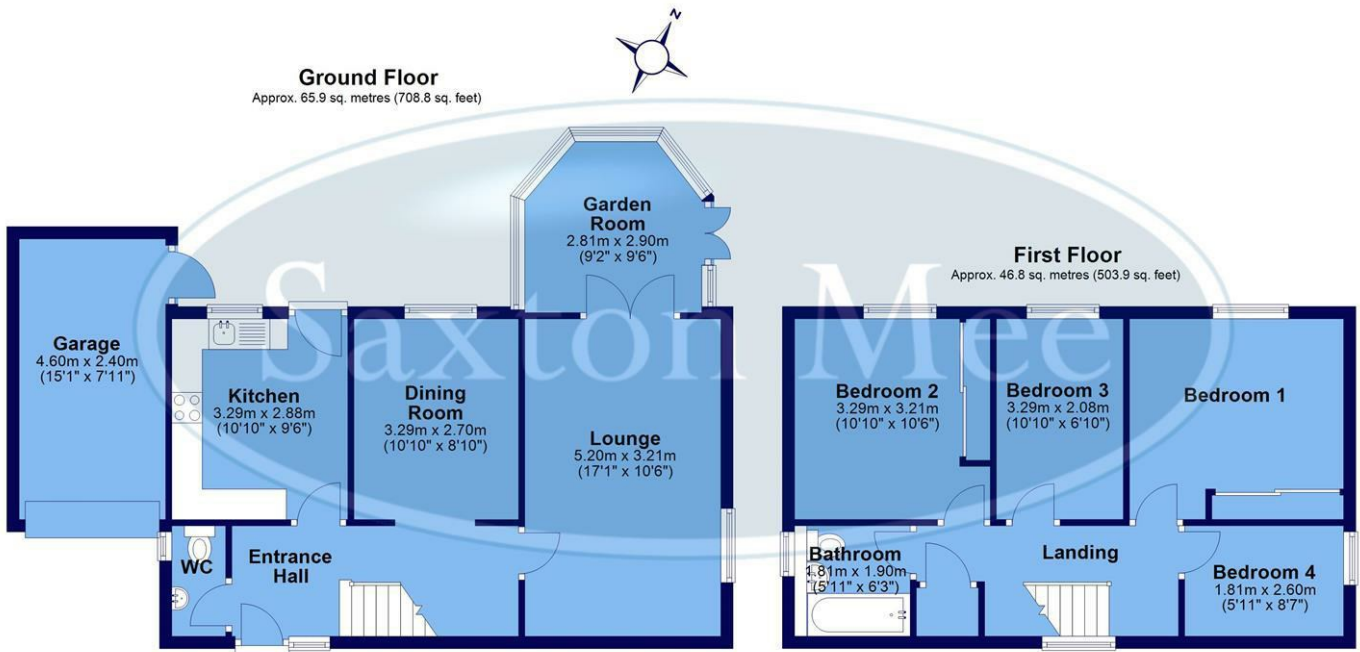 N
Ground Floor
Approx. 65.9 sq. metres (708.8 sq. feet)
Garden
Room
2.81m x 2.90m
(9'2" x 9'6")
First Floor
Approx. 46.8 sq. metres (503.9 sq. feet)
Saxton Mee
Garage
4.60m x 2.40m
(15'1" x 7'11")
Kitchen
3.29m x 2.88m
(10'10" x 9'6")
Dining
Room
3.29m x 2.70m
(10'10" x 8'10")
Lounge
5.20m x 3.21m
(17'1" x 10'6")
Bedroom 2
3.29m x 3.21m
(10'10" x 10'6")
Bedroom 3
3.29m x 2.08m
(10'10" x 6'10")
Bedroom 1
WC
Entrance
Hall
Bathroom
1.81m x 1.90m
(5'11" x 6'3")
Landing
Bedroom 4
1.81m x 2.60m
(5'11" x 8'7")